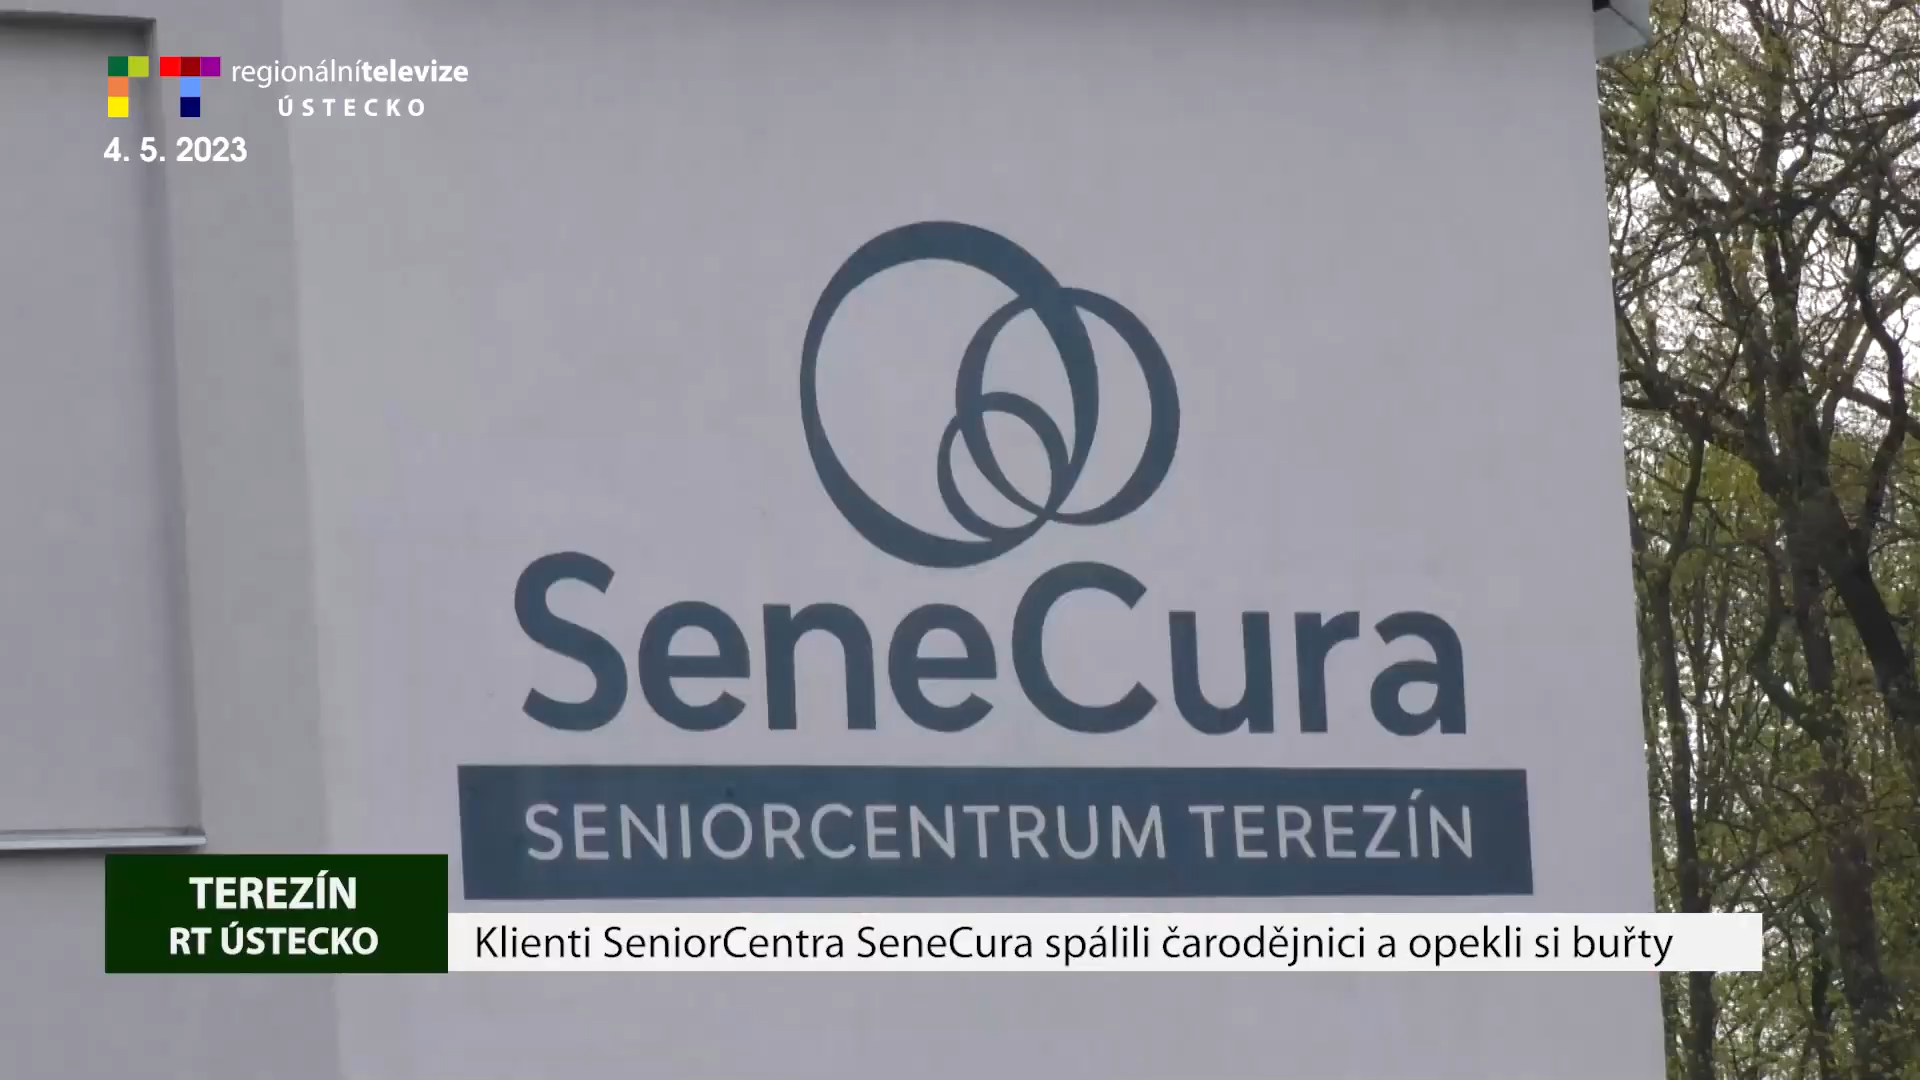 regionálnítelevize
ÚSTECKO
4. 5. 2023
SeneCura
SENIORCENTRUM TEREZÍN
TEREZÍN
RT ÚSTECKO
Klienti SeniorCentra SeneCura spálili čarodějnici a opekli si buřty